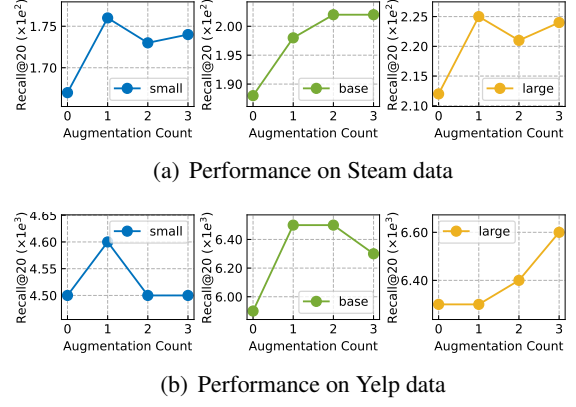 Recall@20 (×1e²)
1.75
1.70
0 1 2 3
Augmentation Count
small
Recall@20 (×1e²)
2.00
1.95
1.90
0 1 2 3
Augmentation Count
base
Recall@20 (×1e²)
2.25
2.20
2.15
2.10
0 1 2 3
Augmentation Count
large
(a) Performance on Steam data
Recall@20 (×1e³)
4.65
4.60
4.55
4.50
0 1 2 3
Augmentation Count
small
Recall@20 (×1e³)
6.40
6.20
6.00
0 1 2 3
Augmentation Count
base
Recall@20 (×1e³)
6.60
6.40
0 1 2 3
Augmentation Count
large
(b) Performance on Yelp data